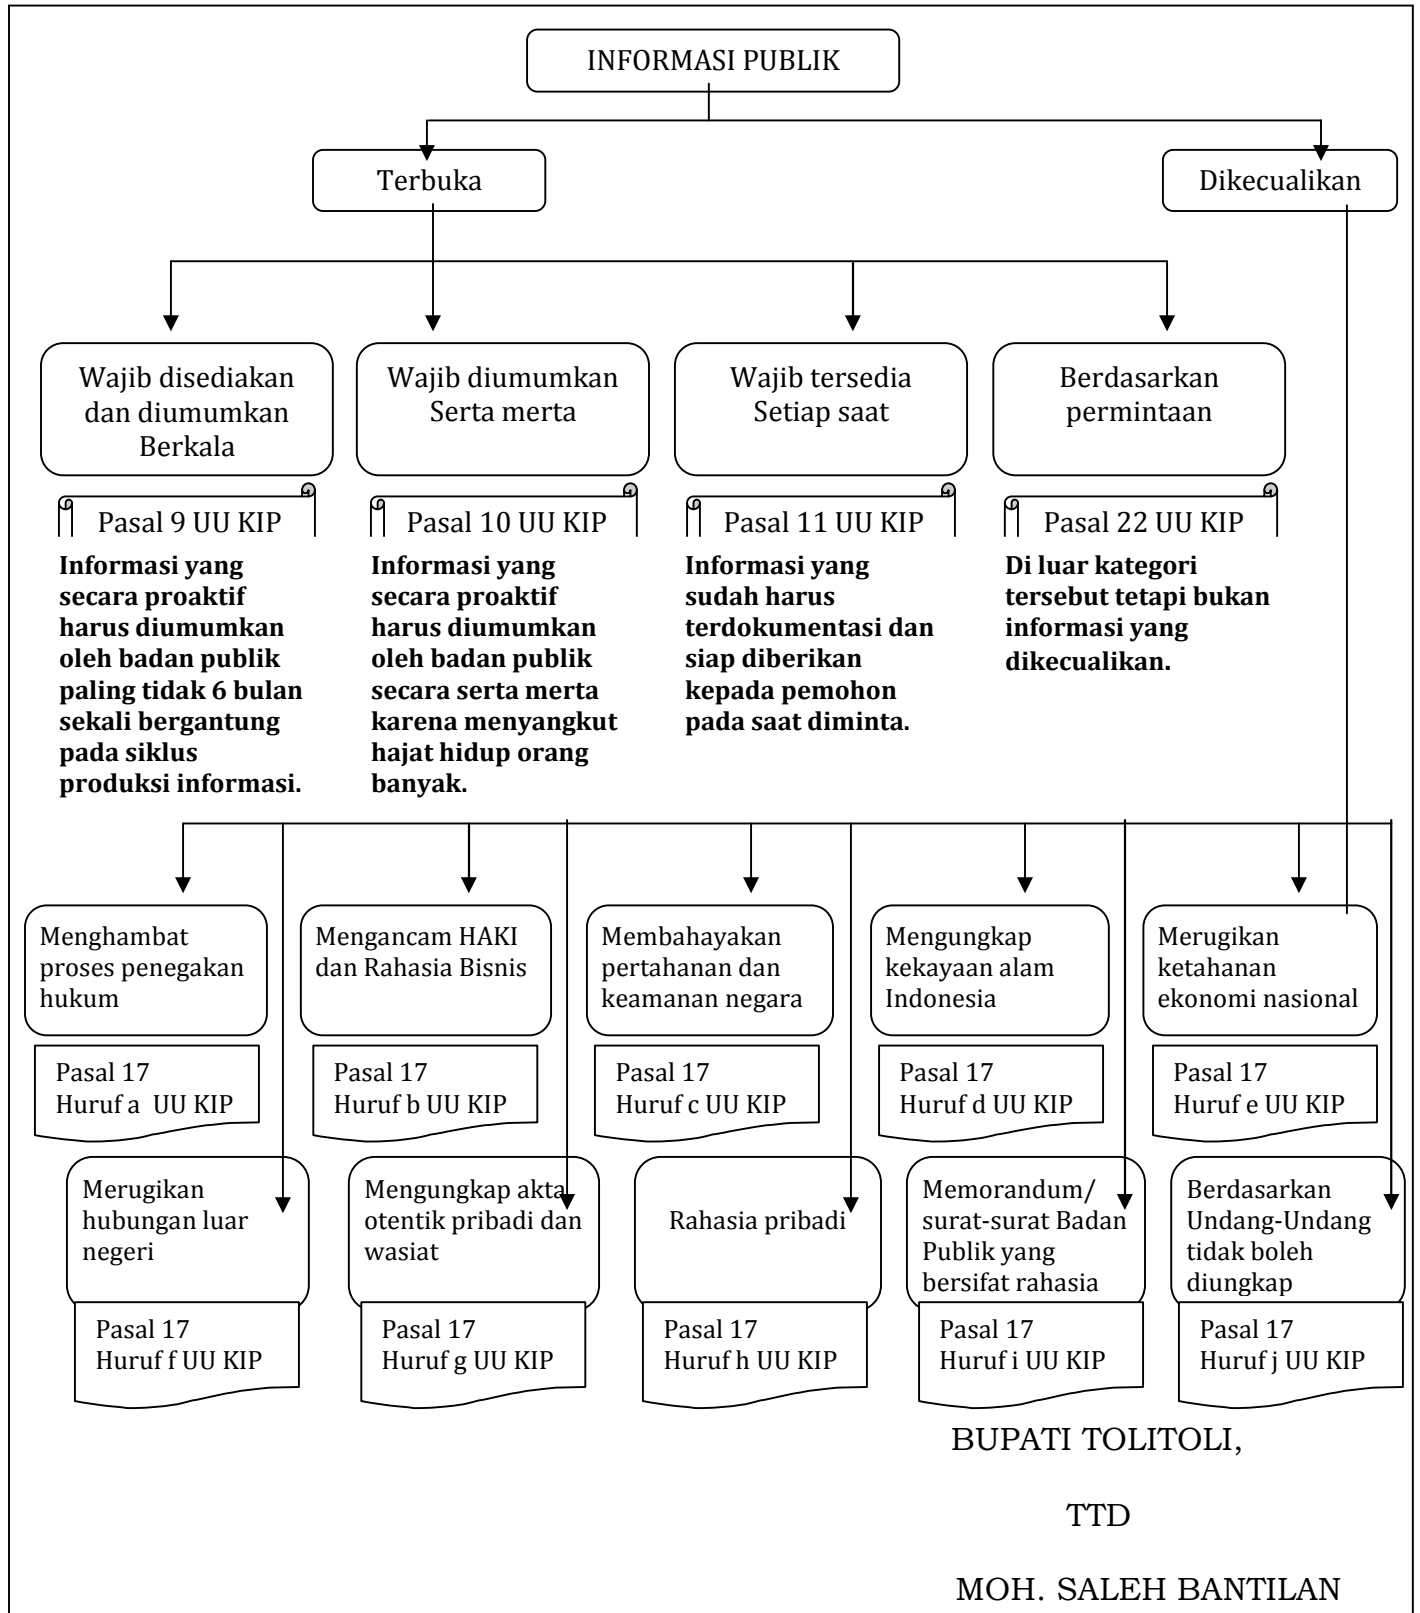 INFORMASI PUBLIK
Terbuka
Dikecualikan
Wajib disediakan
dan diumumkan
Berkala
Wajib diumumkan
Serta merta
Wajib tersedia
Setiap saat
Berdasarkan
permintaan
Pasal 9 UU KIP
Pasal 10 UU KIP
Pasal 11 UU KIP
Pasal 22 UU KIP
Informasi yang
secara proaktif
harus diumumkan
oleh badan publik
paling tidak 6 bulan
sekali bergantung
pada siklus
produksi informasi.
Informasi yang
secara proaktif
harus diumumkan
oleh badan publik
secara serta merta
karena menyangkut
hajat hidup orang
banyak.
Informasi yang
sudah harus
terdokumentasi dan
siap diberikan
kepada pemohon
pada saat diminta.
Di luar kategori
tersebut tetapi bukan
informasi yang
dikecualikan.
Menghambat
proses penegakan
hukum
Mengancam HAKI
dan Rahasia Bisnis
Membahayakan
pertahanan dan
keamanan negara
Mengungkap
kekayaan alam
Indonesia
Merugikan
ketahanan
ekonomi nasional
Pasal 17
Huruf a  UU KIP
Pasal 17
Huruf b UU KIP
Pasal 17
Huruf c UU KIP
Pasal 17
Huruf d UU KIP
Pasal 17
Huruf e UU KIP
Merugikan
hubungan luar
negeri
Mengungkap akta
otentik pribadi dan
wasiat
Rahasia pribadi
Memorandum/
surat-surat Badan
Publik yang
bersifat rahasia
Berdasarkan
Undang-Undang
tidak boleh
diungkap
Pasal 17
Huruf f UU KIP
Pasal 17
Huruf g UU KIP
Pasal 17
Huruf h UU KIP
Pasal 17
Huruf i UU KIP
Pasal 17
Huruf j UU KIP
BUPATI TOLITOLI,
TTD
MOH. SALEH BANTILAN